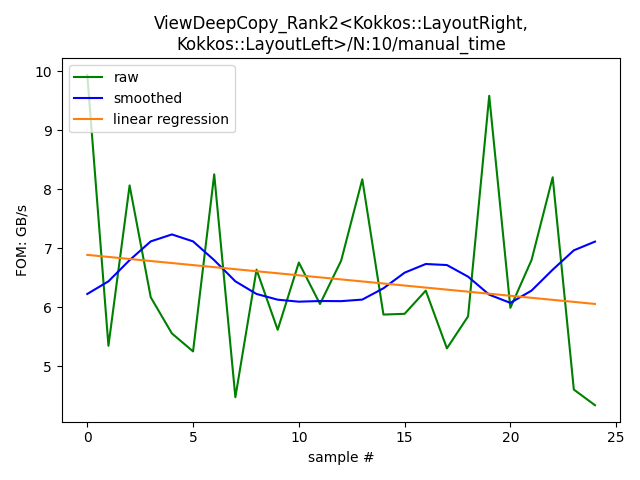 ViewDeepCopy_Rank2<Kokkos::LayoutRight,
Kokkos::LayoutLeft>/N:10/manual_time
raw
smoothed
linear regression
FOM: GB/s
10
9
8
7
6
5
0
5
10
15
20
25
sample #